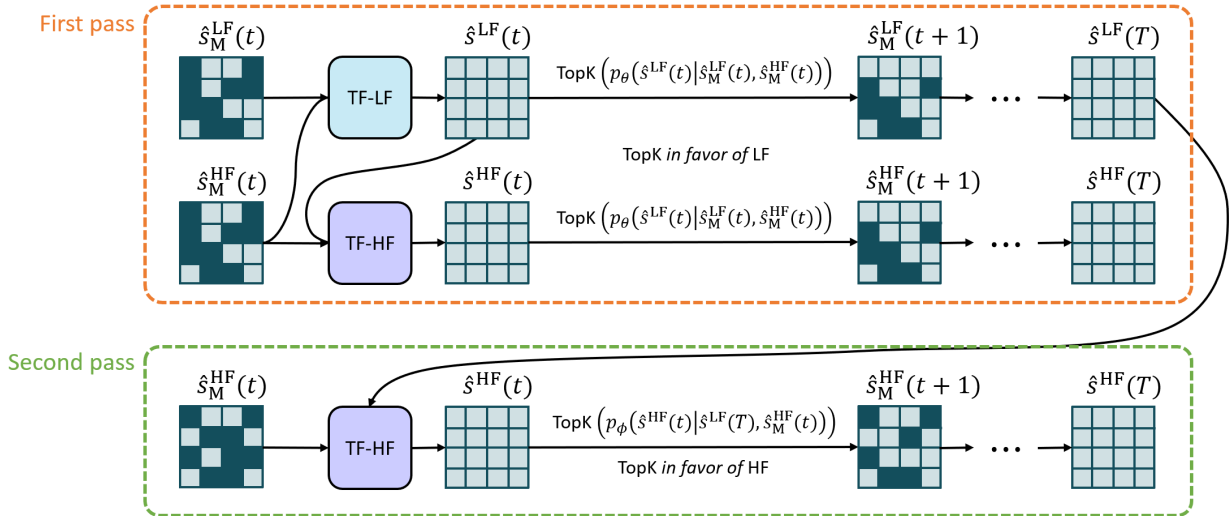 First pass
ŝ_M^LF(t)
ŝ^LF(t)
ŝ_M^LF(t + 1)
ŝ^LF(T)
TF-LF
TopK (p_θ(ŝ^LF(t)|ŝ_M^LF(t), ŝ_M^HF(t)))
...
TopK in favor of LF
ŝ_M^HF(t)
ŝ^HF(t)
ŝ_M^HF(t + 1)
ŝ^HF(T)
TF-HF
TopK (p_θ(ŝ^LF(t)|ŝ_M^LF(t), ŝ_M^HF(t)))
...
Second pass
ŝ_M^HF(t)
ŝ^HF(t)
ŝ_M^HF(t + 1)
ŝ^HF(T)
TF-HF
TopK (p_ϕ(ŝ^HF(t)|ŝ^LF(T), ŝ_M^HF(t)))
...
TopK in favor of HF